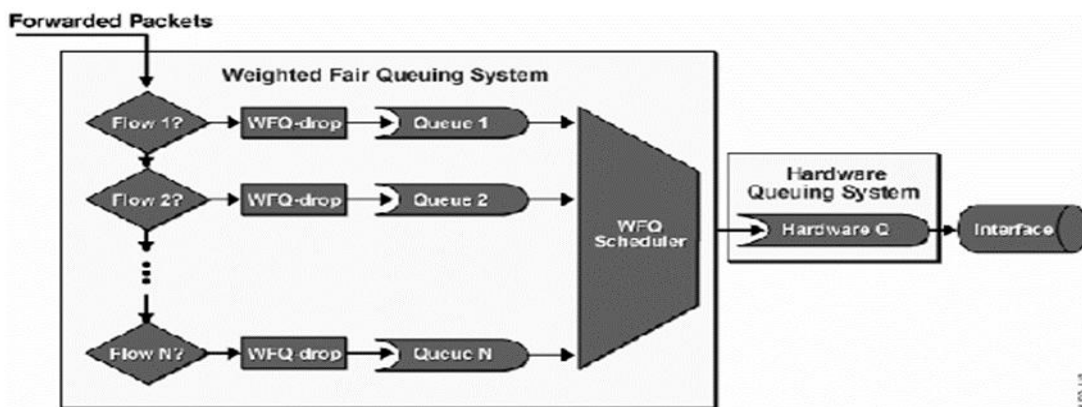 Forwarded Packets
Weighted Fair Queuing System
Flow 1?
WFQ-drop
Queue 1
Flow 2?
WFQ-drop
Queue 2
WFQ
Scheduler
Hardware
Queuing System
Hardware Q
Interface
Flow N?
WFQ-drop
Queue N